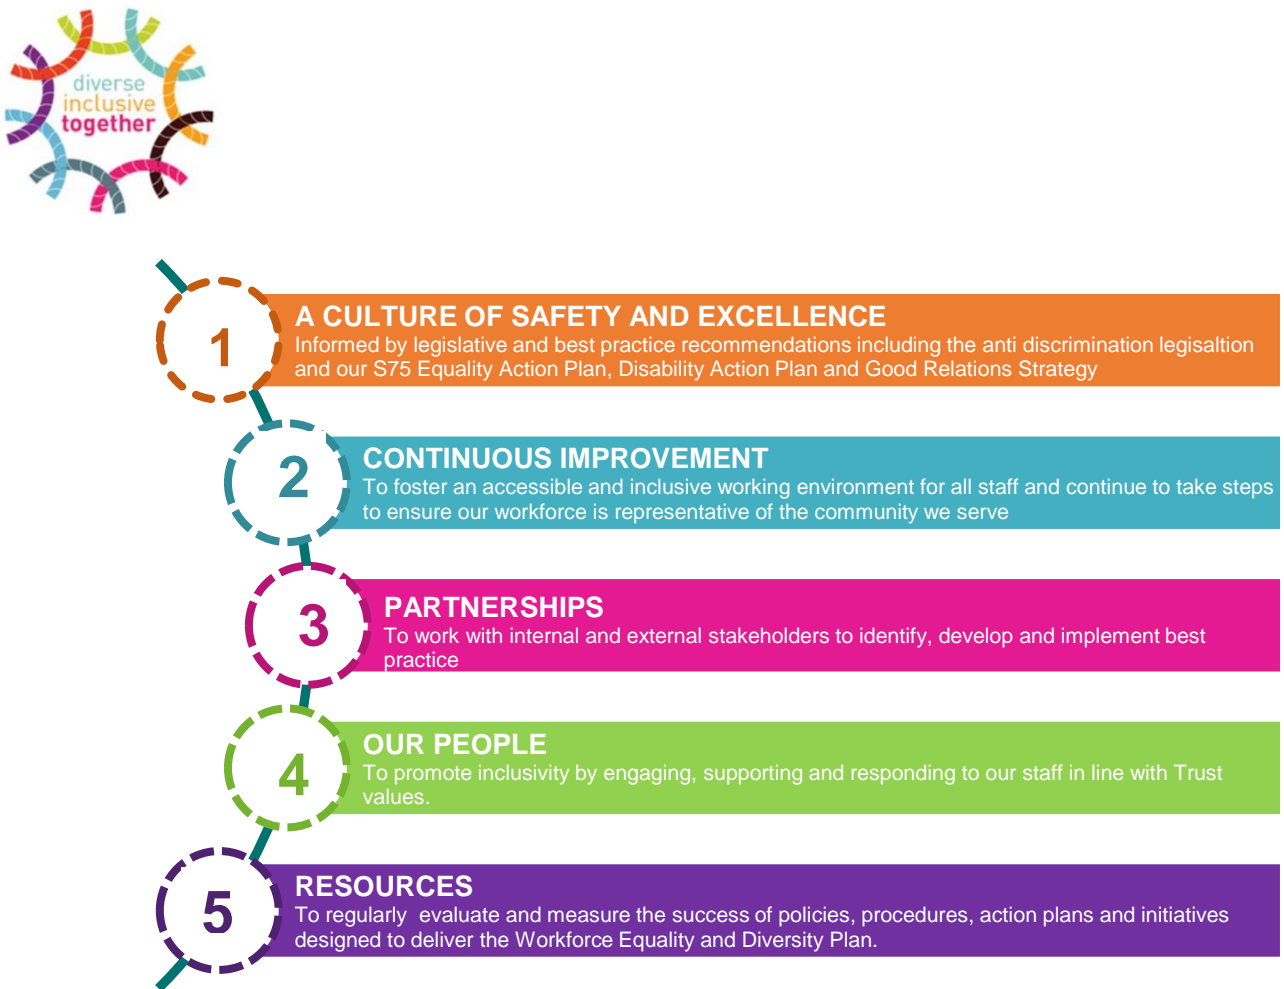 diverse
inclusive
together
1
A CULTURE OF SAFETY AND EXCELLENCE
Informed by legislative and best practice recommendations including the anti discrimination legisaltion
and our S75 Equality Action Plan, Disability Action Plan and Good Relations Strategy
2
CONTINUOUS IMPROVEMENT
To foster an accessible and inclusive working environment for all staff and continue to take steps
to ensure our workforce is representative of the community we serve
3
PARTNERSHIPS
To work with internal and external stakeholders to identify, develop and implement best
practice
4
OUR PEOPLE
To promote inclusivity by engaging, supporting and responding to our staff in line with Trust
values.
5
RESOURCES
To regularly  evaluate and measure the success of policies, procedures, action plans and initiatives
designed to deliver the Workforce Equality and Diversity Plan.